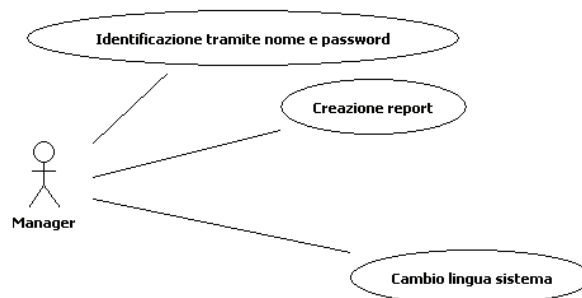 Identificazione tramite nome e password
Creazione report
Manager
Cambio lingua sistema